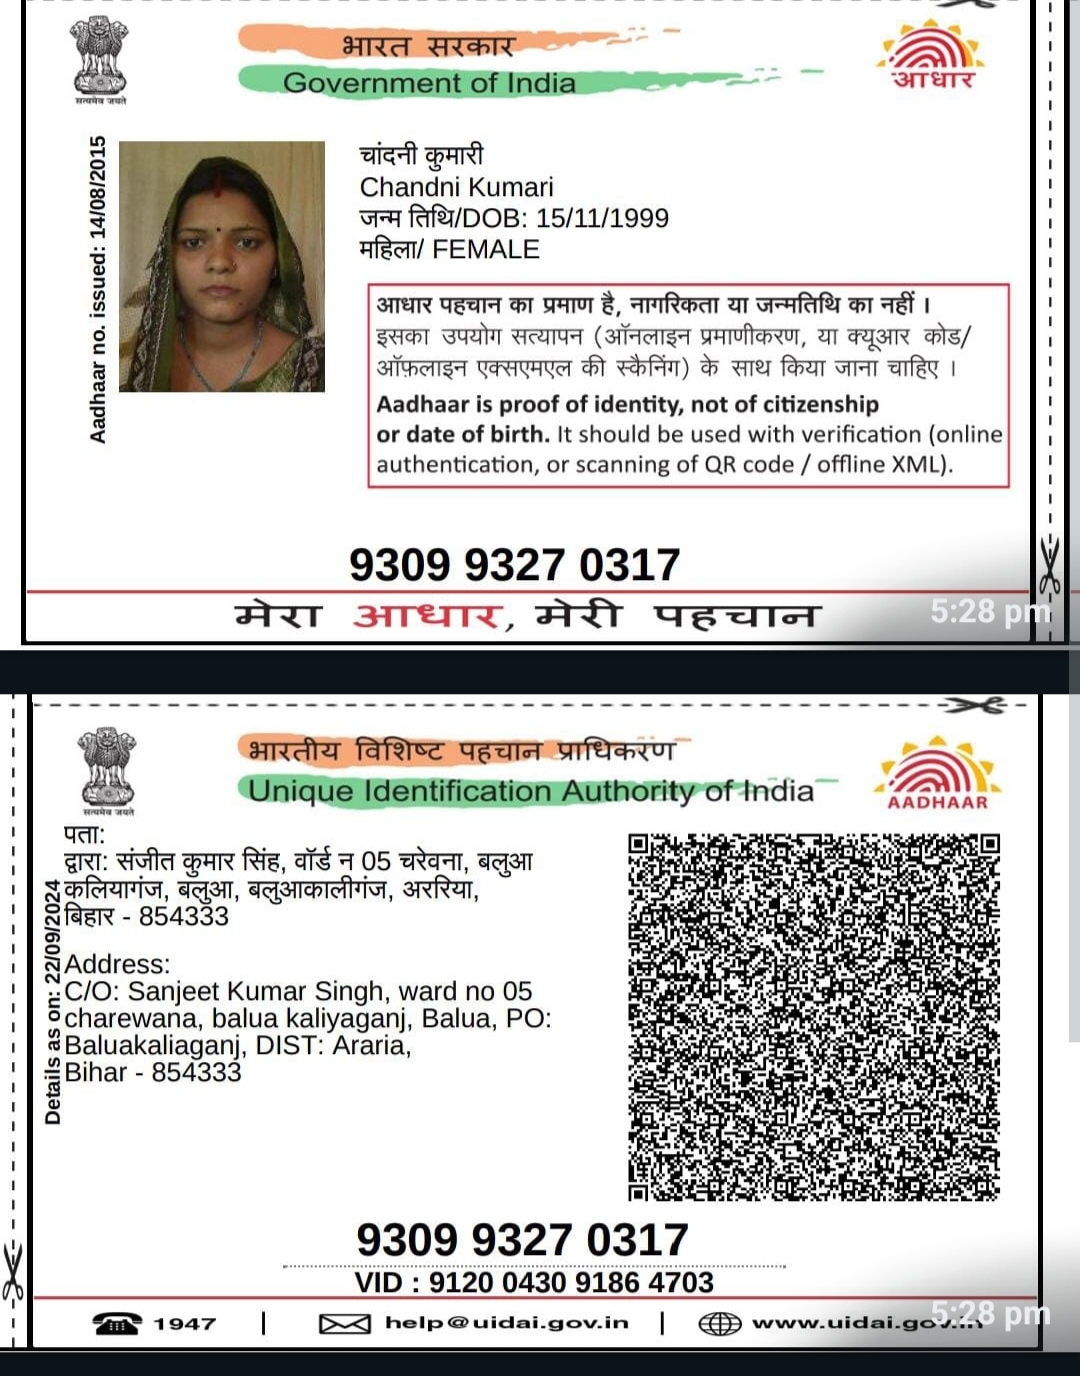 भारत सरकार
Government of India
सत्यमेव जयते
आधार
Aadhaar no. issued: 14/08/2015
चांदनी कुमारी
Chandni Kumari
जन्म तिथि/DOB: 15/11/1999
महिला/ FEMALE
आधार पहचान का प्रमाण है, नागरिकता या जन्मतिथि का नहीं ।
इसका उपयोग सत्यापन (ऑनलाइन प्रमाणीकरण, या क्यूआर कोड/
ऑफ़लाइन एक्सएमएल की स्कैनिंग) के साथ किया जाना चाहिए ।
Aadhaar is proof of identity, not of citizenship
or date of birth. It should be used with verification (online
authentication, or scanning of QR code / offline XML).
9309 9327 0317
मेरा आधार, मेरी पहचान
5:28 pm
भारतीय विशिष्ट पहचान प्राधिकरण
Unique Identification Authority of India
सत्यमेव जयते
AADHAAR
Details as on: 22/09/2024
पता:
द्वारा: संजीत कुमार सिंह, वॉर्ड न 05 चरेवना, बलुआ
कलियागंज, बलुआ, बलुआकालीगंज, अररिया,
बिहार - 854333
Address:
C/O: Sanjeet Kumar Singh, ward no 05
charewana, balua kaliyaganj, Balua, PO:
Baluakaliaganj, DIST: Araria,
Bihar - 854333
9309 9327 0317
VID : 9120 0430 9186 4703
1947 | help@uidai.gov.in | www.uidai.gov.in
5:28 pm